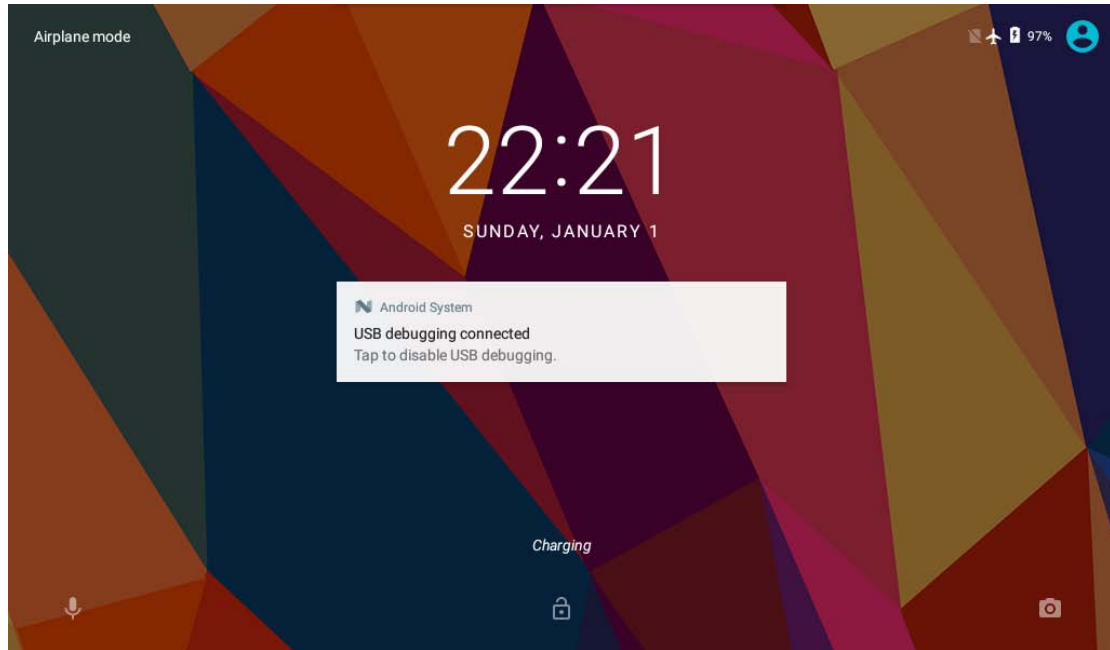 Airplane mode
97%
22:21
SUNDAY, JANUARY 1
Android System
USB debugging connected
Tap to disable USB debugging.
Charging